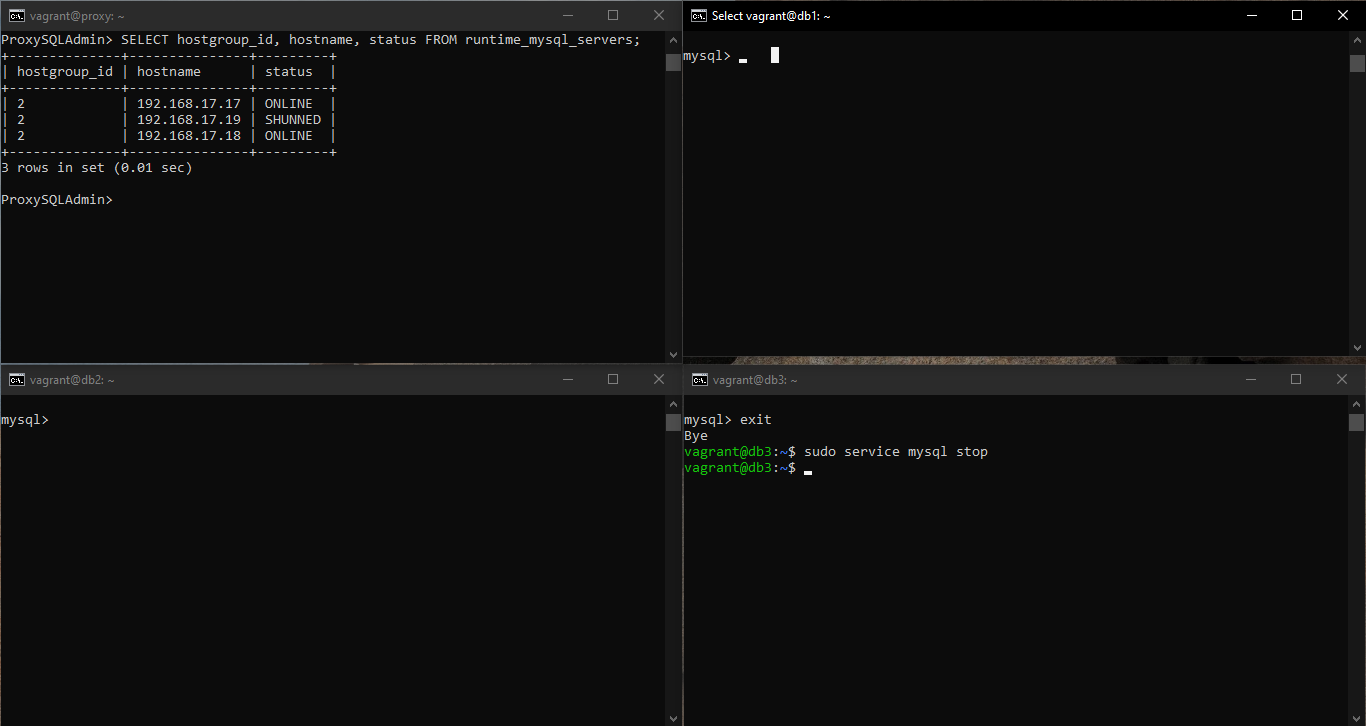 vagrant@proxy: ~
ProxySQLAdmin> SELECT hostgroup_id, hostname, status FROM runtime_mysql_servers;
+--------------+---------------+---------+
| hostgroup_id | hostname      | status  |
+--------------+---------------+---------+
| 2            | 192.168.17.17 | ONLINE  |
| 2            | 192.168.17.19 | SHUNNED |
| 2            | 192.168.17.18 | ONLINE  |
+--------------+---------------+---------+
3 rows in set (0.01 sec)
ProxySQLAdmin>
Select vagrant@db1: ~
mysql>
vagrant@db2: ~
mysql>
vagrant@db3: ~
mysql> exit
Bye
vagrant@db3:~$ sudo service mysql stop
vagrant@db3:~$